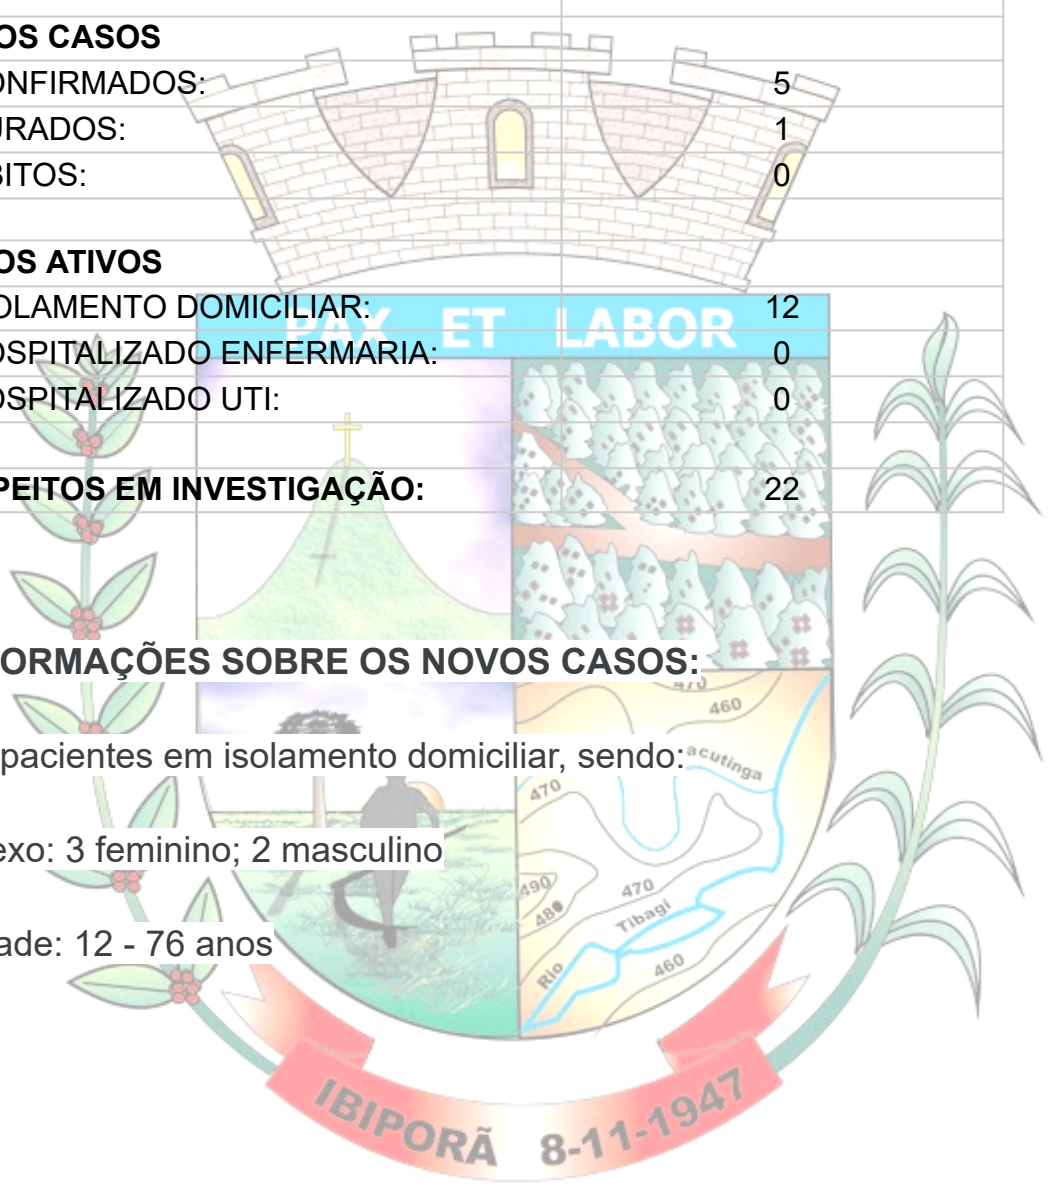 OS CASOS
ONFIRMADOS: 5
URADOS: 1
BITOS: 0
OS ATIVOS
OLAMENTO DOMICILIAR: 12
PAX ET LABOR
OSPITALIZADO ENFERMARIA: 0
OSPITALIZADO UTI: 0
PEITOS EM INVESTIGAÇÃO: 22
ORMAÇÕES SOBRE OS NOVOS CASOS:
470
460
pacientes em isolamento domiciliar, sendo:
acutinga
470
exo: 3 feminino; 2 masculino
490
480
470
Tibagi
ade: 12 - 76 anos
Rio
460
IBIPORÃ 8-11-1947